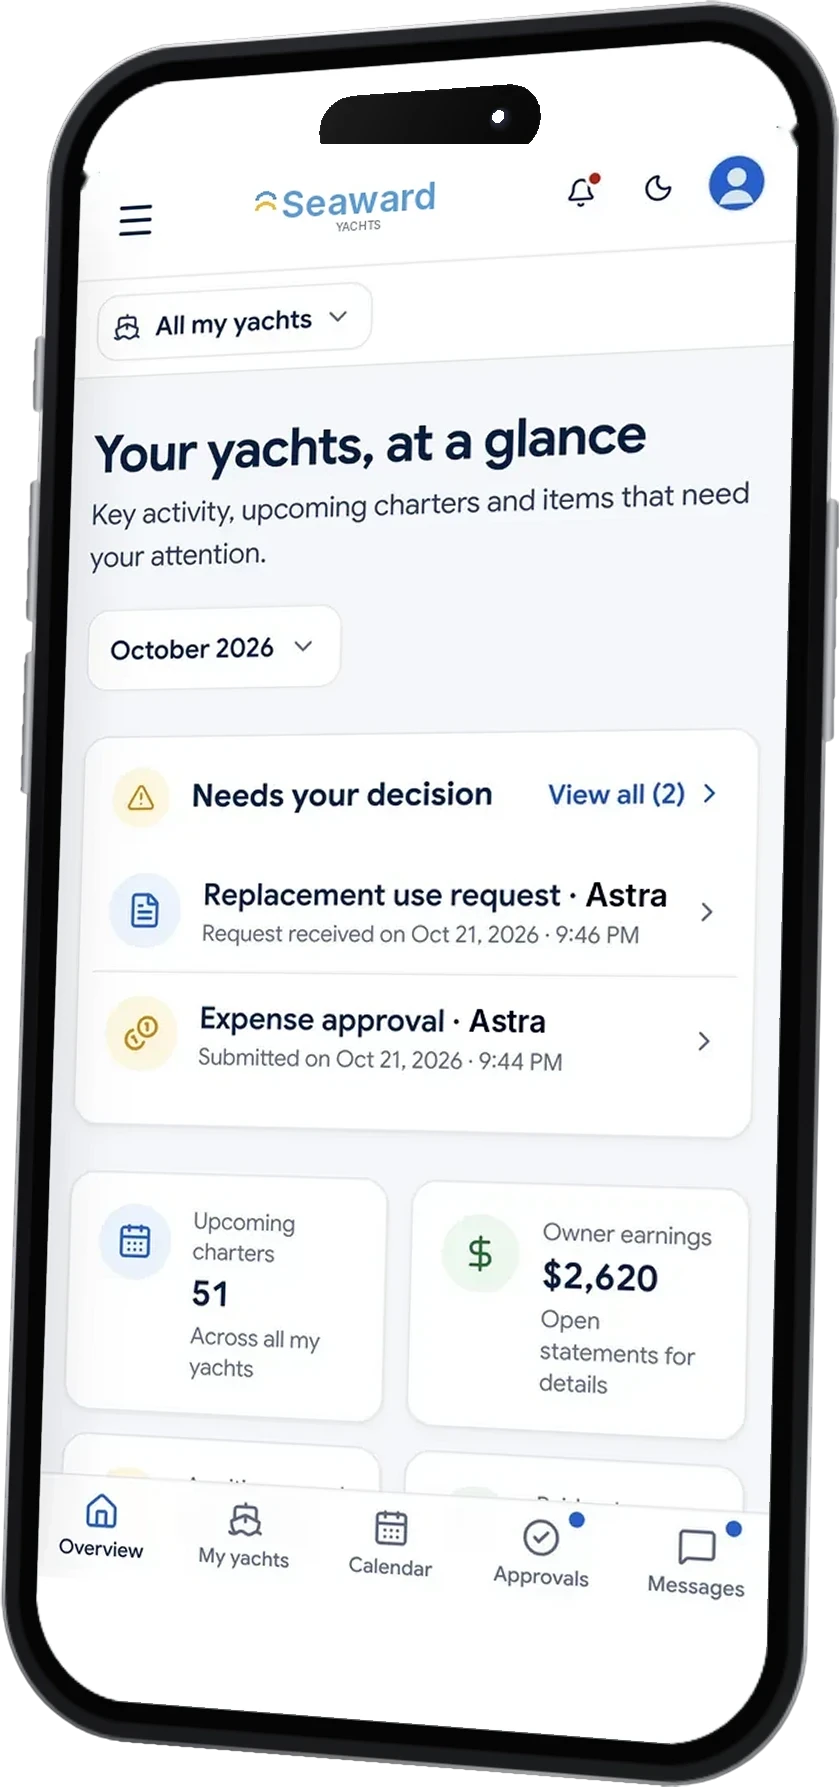 Seaward
YACHTS
All my yachts
Your yachts, at a glance
Key activity, upcoming charters and items that need
your attention.
October 2026
Needs your decision
View all (2)
Replacement use request · Astra
Request received on Oct 21, 2026 · 9:46 PM
Expense approval · Astra
Submitted on Oct 21, 2026 · 9:44 PM
Upcoming
charters
51
Across all my
yachts
Owner earnings
$2,620
Open
statements for
details
Overview
My yachts
Calendar
Approvals
Messages